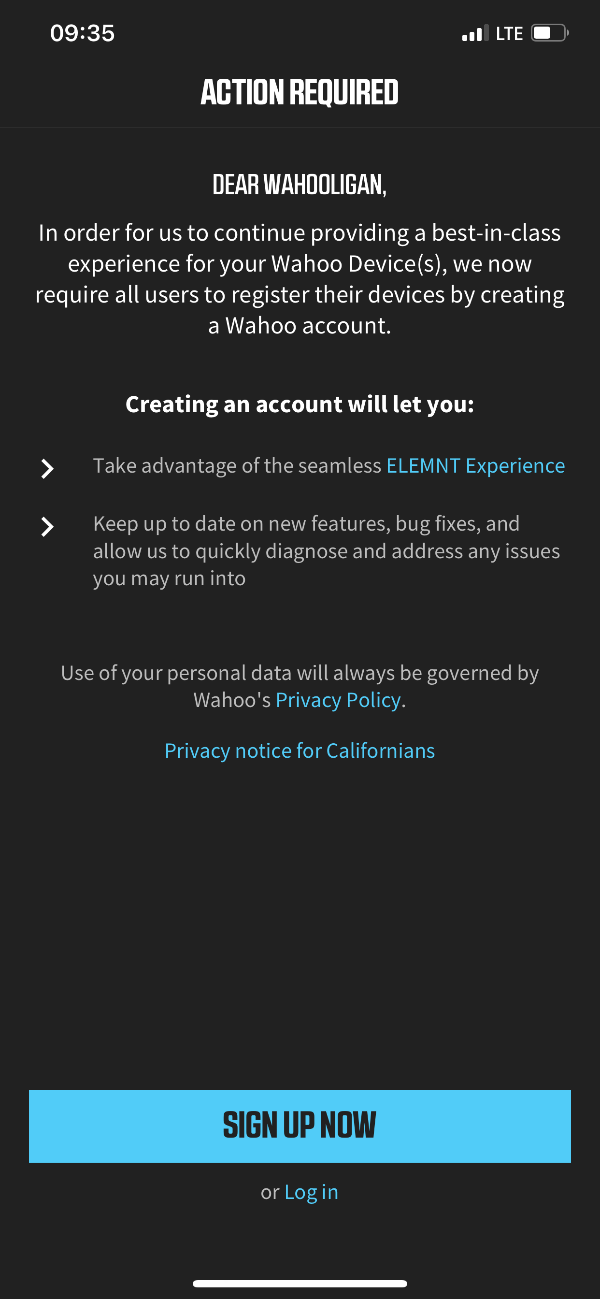 09:35
LTE
ACTION REQUIRED
DEAR WAHOOLIGAN,
In order for us to continue providing a best-in-class
experience for your Wahoo Device(s), we now
require all users to register their devices by creating
a Wahoo account.
Creating an account will let you:
Take advantage of the seamless ELEMNT Experience
Keep up to date on new features, bug fixes, and
allow us to quickly diagnose and address any issues
you may run into
Use of your personal data will always be governed by
Wahoo's Privacy Policy.
Privacy notice for Californians
SIGN UP NOW
or Log in